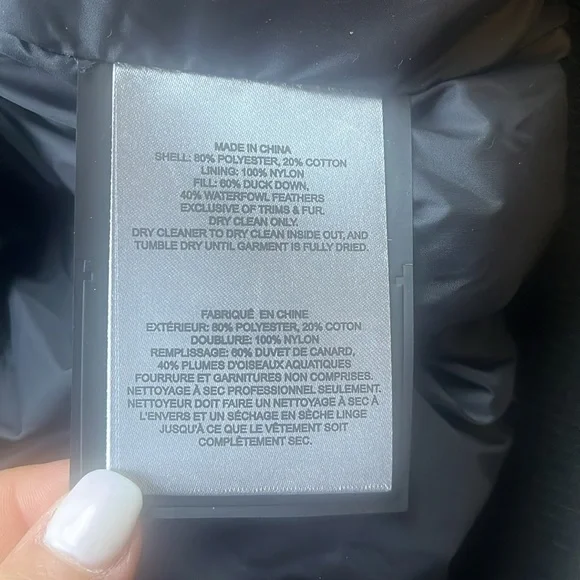 MADE IN CHINA
SHELL: 80% POLYESTER, 20% COTTON
LINING: 100% NYLON
FILL: 60% DUCK DOWN,
40% WATERFOWL FEATHERS
EXCLUSIVE OF TRIMS & FUR.
DRY CLEAN ONLY.
DRY CLEANER TO DRY CLEAN INSIDE OUT, AND
TUMBLE DRY UNTIL GARMENT IS FULLY DRIED.
FABRIQUÉ EN CHINE
EXTÉRIEUR: 80% POLYESTER, 20% COTON
DOUBLURE: 100% NYLON
REMPLISSAGE: 60% DUVET DE CANARD,
40% PLUMES D'OISEAUX AQUATIQUES
FOURRURE ET GARNITURES NON COMPRISES.
NETTOYAGE À SEC PROFESSIONNEL SEULEMENT.
NETTOYEUR DOIT FAIRE UN NETTOYAGE À SEC À
L'ENVERS ET UN SÉCHAGE EN SÈCHE LINGE
JUSQU'À CE QUE LE VÊTEMENT SOIT
COMPLÈTEMENT SEC.